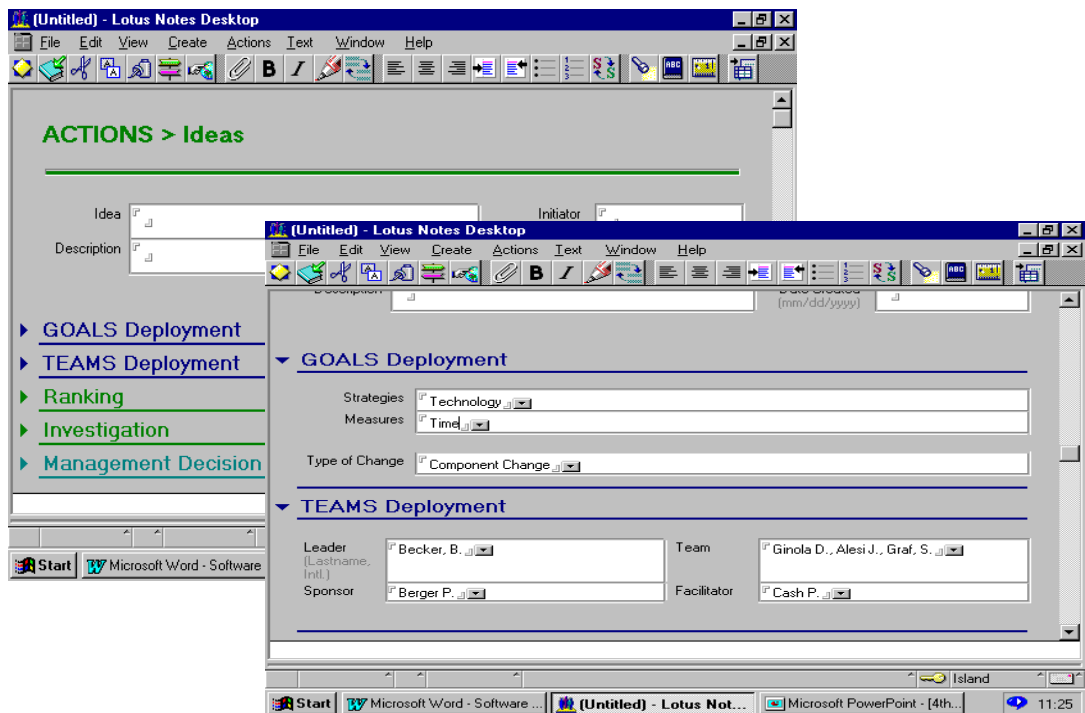 (Untitled) - Lotus Notes Desktop
File Edit View Create Actions Text Window Help
ACTIONS > Ideas
Idea
Initiator
Description
GOALS Deployment
TEAMS Deployment
Ranking
Investigation
Management Decision
Start Microsoft Word - Software
(Untitled) - Lotus Notes Desktop
File Edit View Create Actions Text Window Help
Description
Date Created
(mm/dd/yyyy)
GOALS Deployment
Strategies Technology
Measures Time
Type of Change Component Change
TEAMS Deployment
Leader Becker, B. Team Ginola D., Alesi J., Graf, S.
(Lastname,
Intl.)
Sponsor Berger P. Facilitator Cash P.
Island
Start Microsoft Word - Software ... (Untitled) - Lotus Not... Microsoft PowerPoint - [4th... 11:25